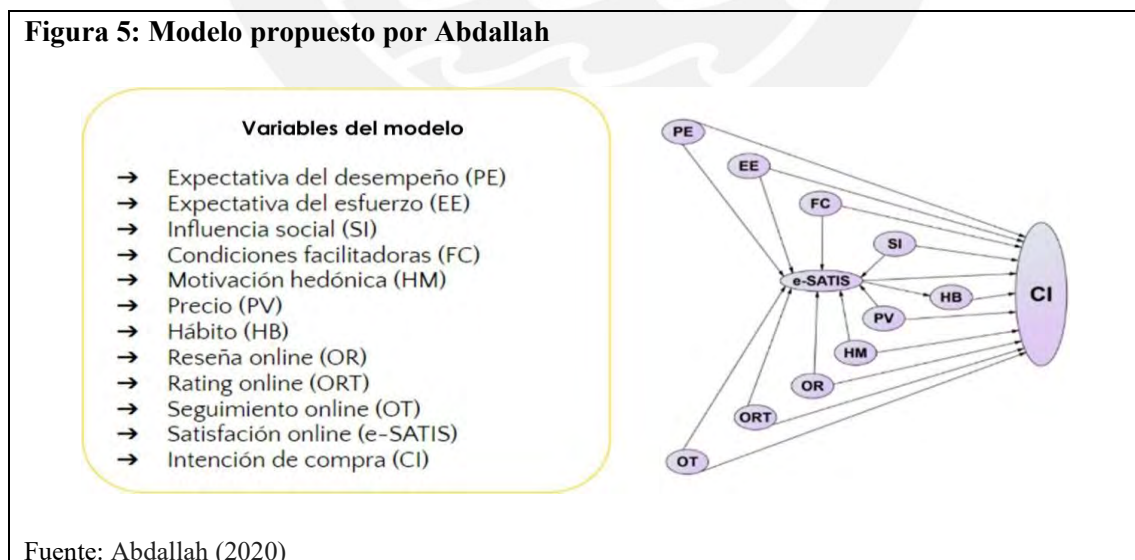 Figura 5: Modelo propuesto por Abdallah
Variables del modelo
➔ Expectativa del desempeño (PE)
➔ Expectativa del esfuerzo (EE)
➔ Influencia social (SI)
➔ Condiciones facilitadoras (FC)
➔ Motivación hedónica (HM)
➔ Precio (PV)
➔ Hábito (HB)
➔ Reseña online (OR)
➔ Rating online (ORT)
➔ Seguimiento online (OT)
➔ Satisfacción online (e-SATIS)
➔ Intención de compra (CI)
PE
EE
FC
SI
e-SATIS
HB
CI
PV
HM
OR
ORT
OT
Fuente: Abdallah (2020)